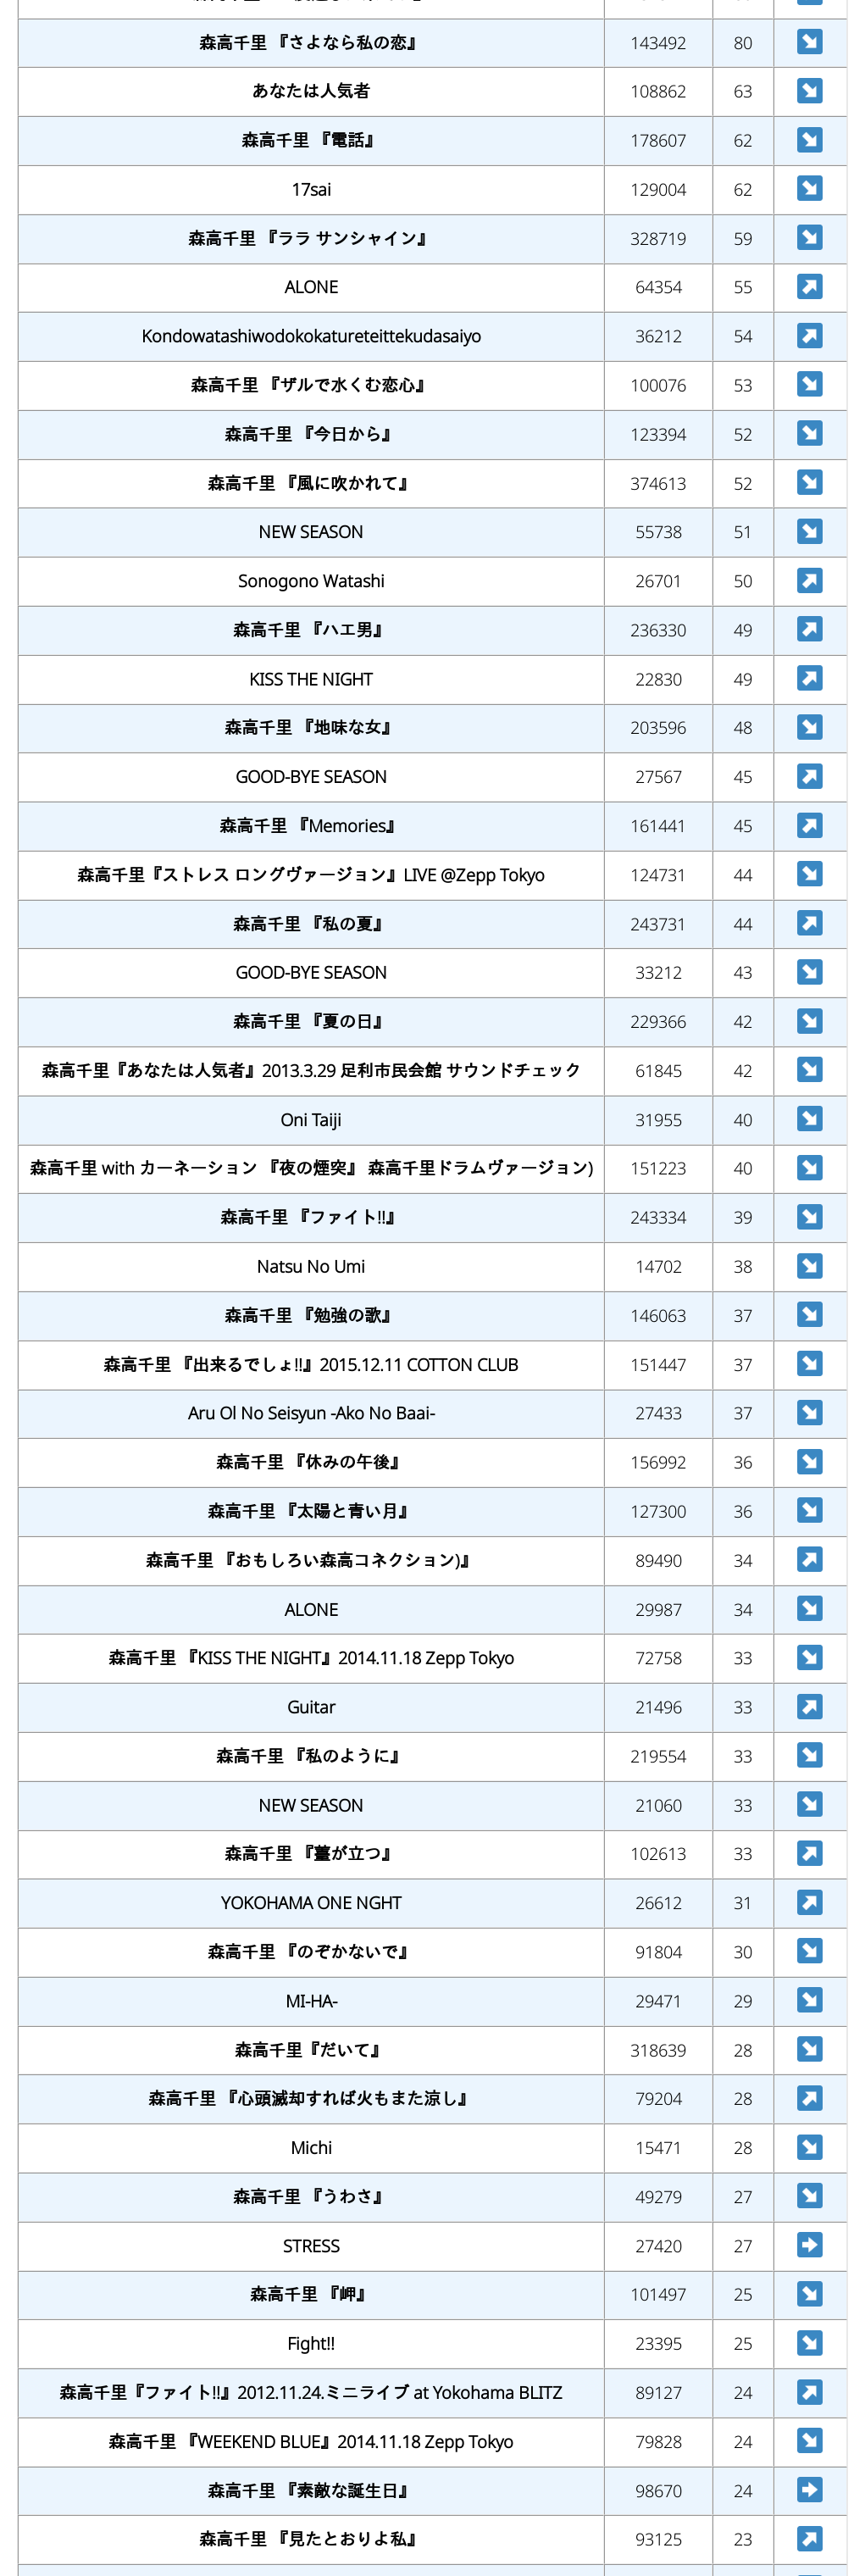 森高千里 『さよなら私の恋』 143492 80 ↘
あなたは人気者 108862 63 ↘
森高千里 『電話』 178607 62 ↘
17sai 129004 62 ↘
森高千里 『ララ サンシャイン』 328719 59 ↘
ALONE 64354 55 ↗
Kondowatashiwodokokatureteittekudasaiyo 36212 54 ↗
森高千里 『ザルで水くむ恋心』 100076 53 ↘
森高千里 『今日から』 123394 52 ↘
森高千里 『風に吹かれて』 374613 52 ↘
NEW SEASON 55738 51 ↘
Sonogono Watashi 26701 50 ↗
森高千里 『ハエ男』 236330 49 ↗
KISS THE NIGHT 22830 49 ↗
森高千里 『地味な女』 203596 48 ↘
GOOD-BYE SEASON 27567 45 ↗
森高千里 『Memories』 161441 45 ↗
森高千里『ストレス ロングヴァージョン』LIVE @Zepp Tokyo 124731 44 ↘
森高千里 『私の夏』 243731 44 ↗
GOOD-BYE SEASON 33212 43 ↘
森高千里 『夏の日』 229366 42 ↘
森高千里『あなたは人気者』2013.3.29 足利市民会館 サウンドチェック 61845 42 ↘
Oni Taiji 31955 40 ↘
森高千里 with カーネーション 『夜の煙突』 森高千里ドラムヴァージョン) 151223 40 ↘
森高千里 『ファイト!!』 243334 39 ↘
Natsu No Umi 14702 38 ↘
森高千里 『勉強の歌』 146063 37 ↘
森高千里 『出来るでしょ!!』2015.12.11 COTTON CLUB 151447 37 ↘
Aru Ol No Seisyun -Ako No Baai- 27433 37 ↘
森高千里 『休みの午後』 156992 36 ↘
森高千里 『太陽と青い月』 127300 36 ↘
森高千里 『おもしろい森高コネクション)』 89490 34 ↗
ALONE 29987 34 ↘
森高千里 『KISS THE NIGHT』2014.11.18 Zepp Tokyo 72758 33 ↘
Guitar 21496 33 ↗
森高千里 『私のように』 219554 33 ↘
NEW SEASON 21060 33 ↘
森高千里 『薹が立つ』 102613 33 ↗
YOKOHAMA ONE NGHT 26612 31 ↗
森高千里 『のぞかないで』 91804 30 ↘
MI-HA- 29471 29 ↘
森高千里『だいて』 318639 28 ↘
森高千里 『心頭滅却すれば火もまた涼し』 79204 28 ↗
Michi 15471 28 ↘
森高千里 『うわさ』 49279 27 ↘
STRESS 27420 27 ➡
森高千里 『岬』 101497 25 ↘
Fight!! 23395 25 ↘
森高千里『ファイト!!』2012.11.24.ミニライブ at Yokohama BLITZ 89127 24 ↗
森高千里 『WEEKEND BLUE』2014.11.18 Zepp Tokyo 79828 24 ↘
森高千里 『素敵な誕生日』 98670 24 ➡
森高千里 『見たとおりよ私』 93125 23 ↗